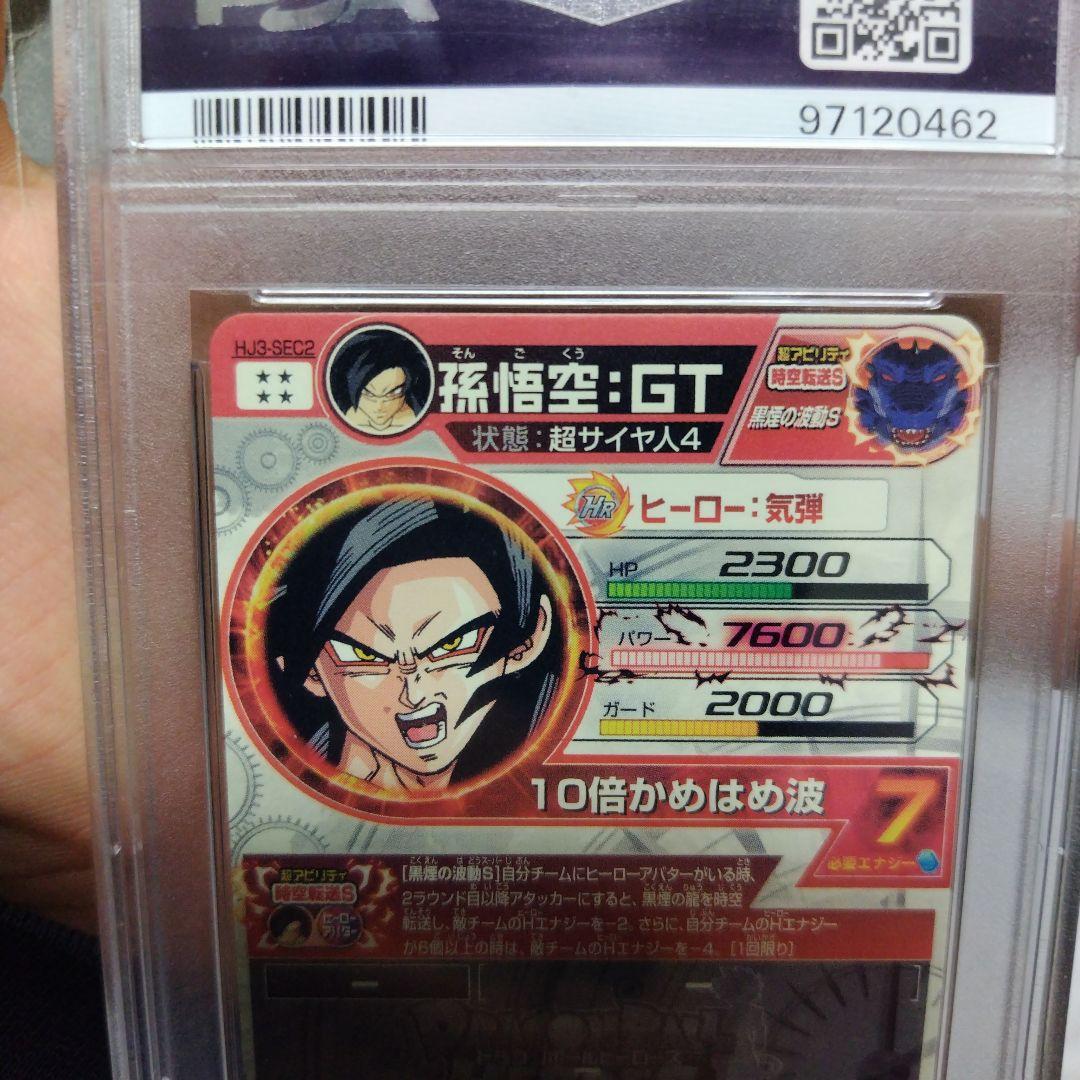 PSA
97120462
HJ3-SEC2
★★
★★
そん ご くう
孫悟空:GT
状態:超サイヤ人4
超アビリティ
時空転送S
黒煙の波動S
HR ヒーロー:気弾
HP 2300
パワー 7600
ガード 2000
10倍かめはめ波
7
必要エナジー
超アビリティ
時空転送S
ヒーロー
アバター
[黒煙の波動S]自分チームにヒーローアバターがいる時、
2ラウンド目以降アタッカーにすると、黒煙の龍を時空
転送し、敵チームのHエナジーを-2。さらに、自分チームのHエナジー
が6個以上の時は、敵チームのHエナジーを-4。[1回限り]
ー ー